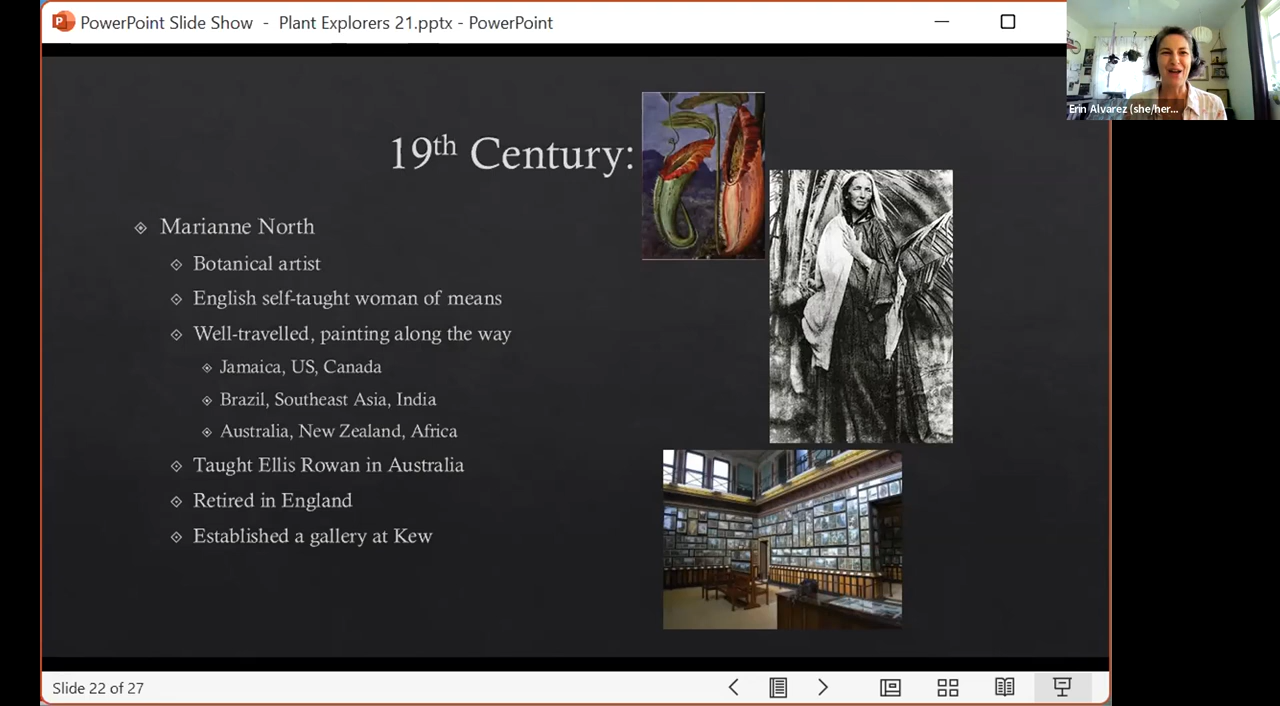 PowerPoint Slide Show - Plant Explorers 21.pptx - PowerPoint
Erin Alvarez (she/her...
19th Century:
Marianne North
Botanical artist
English self-taught woman of means
Well-travelled, painting along the way
Jamaica, US, Canada
Brazil, Southeast Asia, India
Australia, New Zealand, Africa
Taught Ellis Rowan in Australia
Retired in England
Established a gallery at Kew
Slide 22 of 27